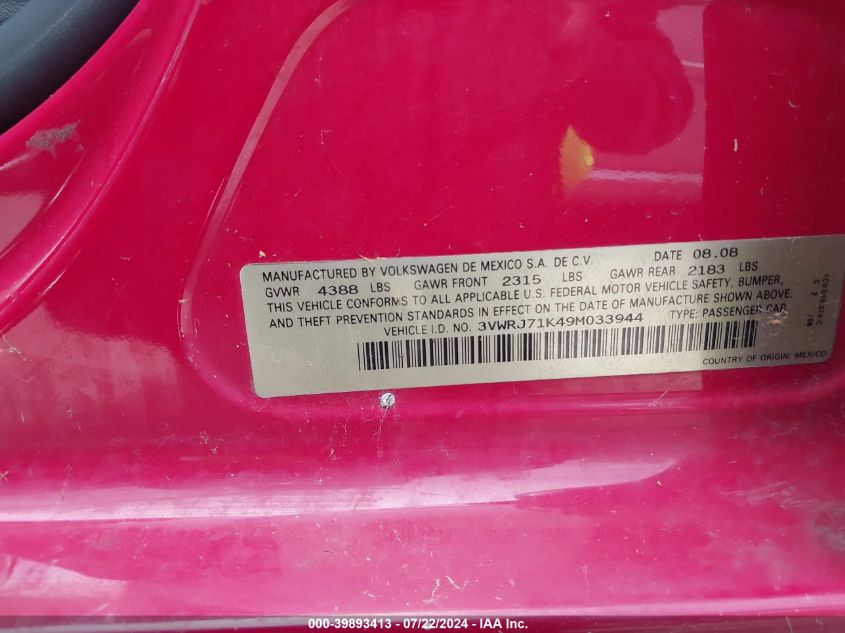 MANUFACTURED BY VOLKSWAGEN DE MEXICO S.A. DE C.V. DATE 08.08
GVWR 4388 LBS GAWR FRONT 2315 LBS GAWR REAR 2183 LBS
THIS VEHICLE CONFORMS TO ALL APPLICABLE U.S. FEDERAL MOTOR VEHICLE SAFETY, BUMPER,
AND THEFT PREVENTION STANDARDS IN EFFECT ON THE DATE OF MANUFACTURE SHOWN ABOVE.
VEHICLE I.D. NO. 3VWRJ71K49M033944 TYPE: PASSENGER CAR
COUNTRY OF ORIGIN: MEXICO
000-39893413 - 07/22/2024 - IAA Inc.